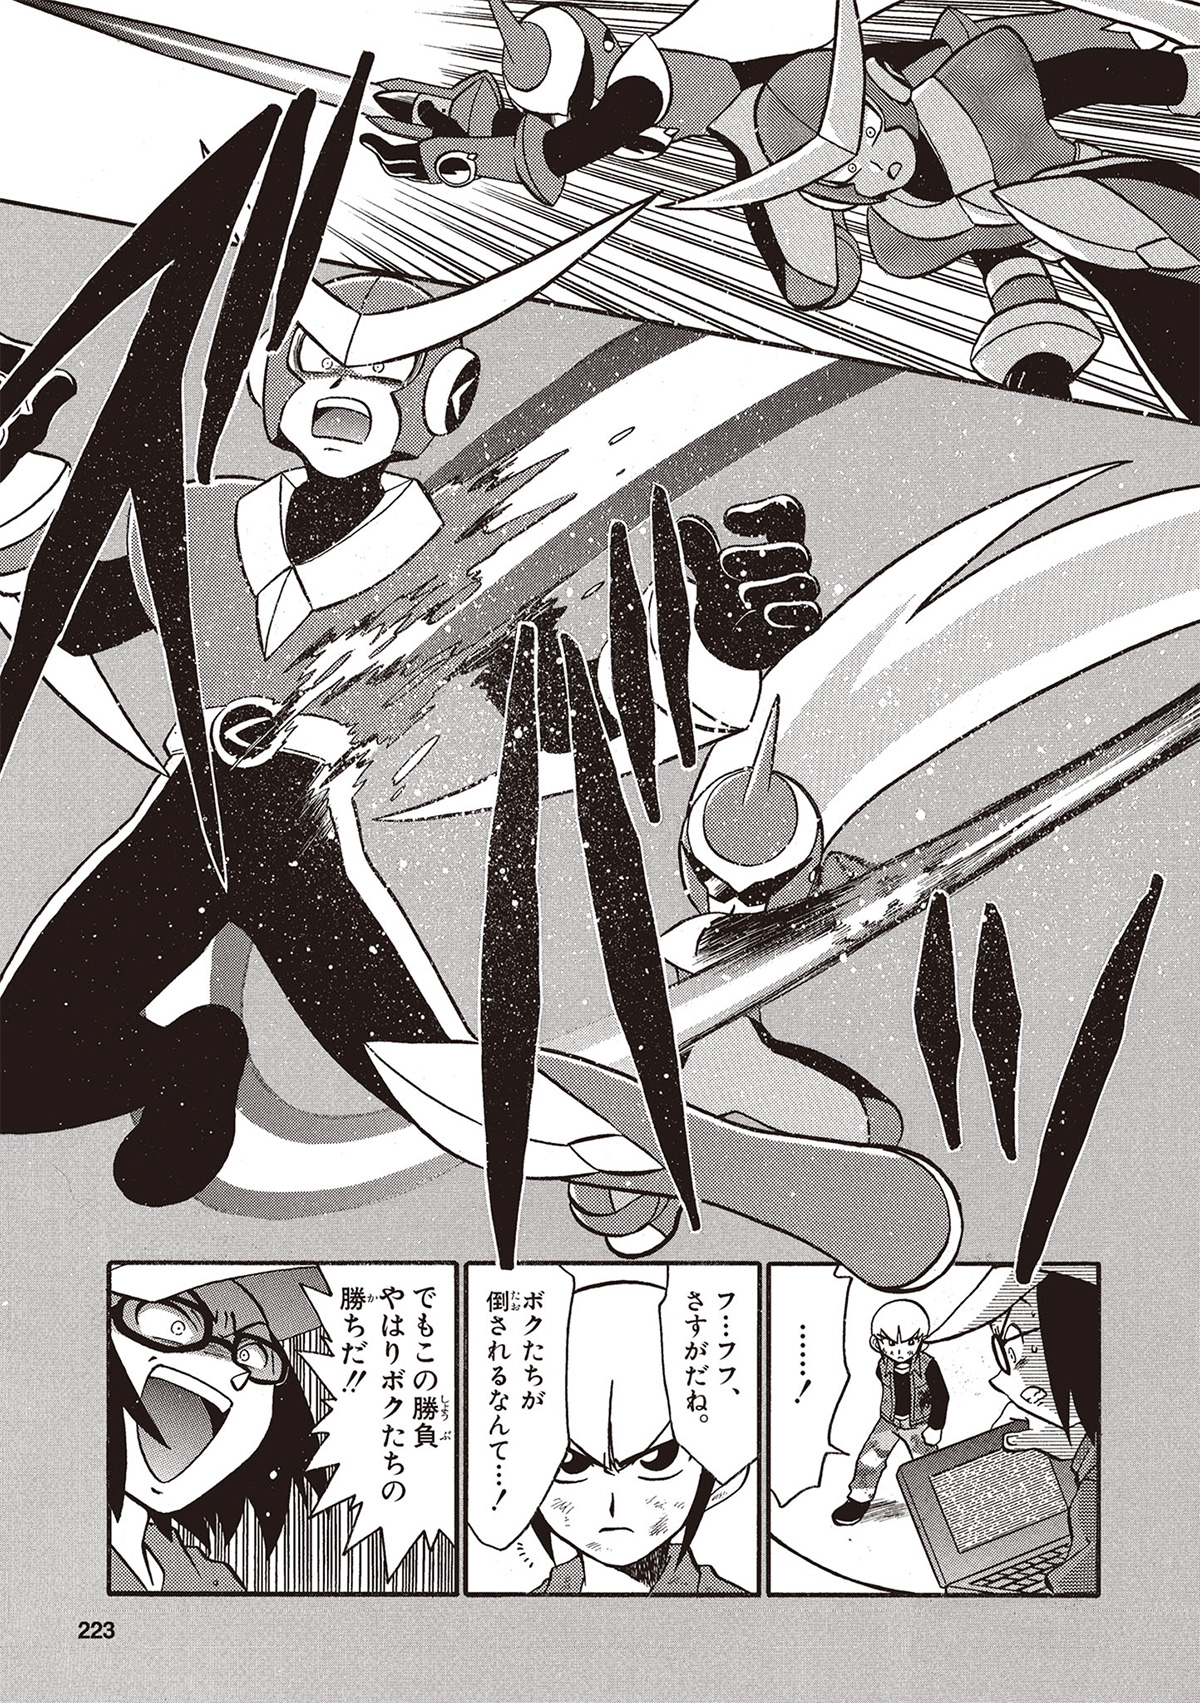 ……！
フ…フフ、
さすがだね。
ボクたちが
倒されるなんて…！
でもこの勝負
やはりボクたちの
勝ちだ!!
223